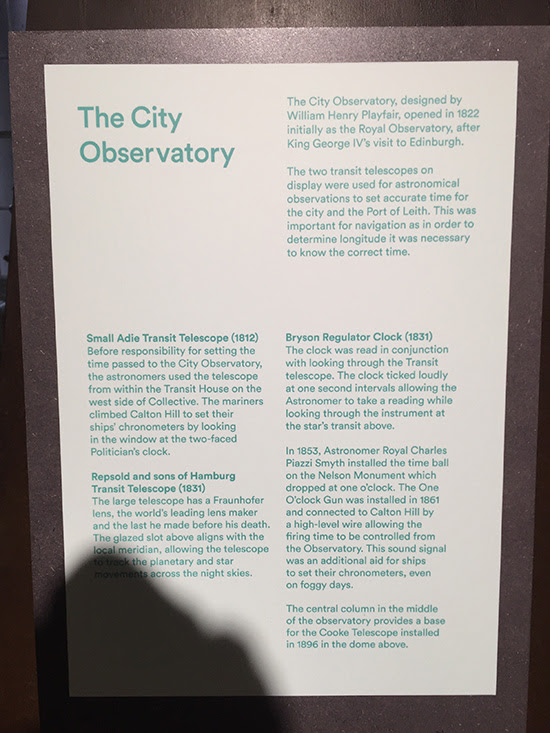 The City
Observatory
The City Observatory, designed by
William Henry Playfair, opened in 1822
initially as the Royal Observatory, after
King George IV's visit to Edinburgh.
The two transit telescopes on
display were used for astronomical
observations to set accurate time for
the city and the Port of Leith. This was
important for navigation as in order to
determine longitude it was necessary
to know the correct time.
Small Adie Transit Telescope (1812)
Before responsibility for setting the
time passed to the City Observatory,
the astronomers used the telescope
from within the Transit House on the
west side of Collective. The mariners
climbed Calton Hill to set their
ships' chronometers by looking
in the window at the two-faced
Politician's clock.
Repsold and sons of Hamburg
Transit Telescope (1831)
The large telescope has a Fraunhofer
lens, the world's leading lens maker
and the last he made before his death.
The glazed slot above aligns with the
local meridian, allowing the telescope
to track the planetary and star
movements across the night skies.
Bryson Regulator Clock (1831)
The clock was read in conjunction
with looking through the Transit
telescope. The clock ticked loudly
at one second intervals allowing the
Astronomer to take a reading while
looking through the instrument at
the star's transit above.
In 1853, Astronomer Royal Charles
Piazzi Smyth installed the time ball
on the Nelson Monument which
dropped at one o'clock. The One
O'clock Gun was installed in 1861
and connected to Calton Hill by
a high-level wire allowing the
firing time to be controlled from
the Observatory. This sound signal
was an additional aid for ships
to set their chronometers, even
on foggy days.
The central column in the middle
of the observatory provides a base
for the Cooke Telescope installed
in 1896 in the dome above.